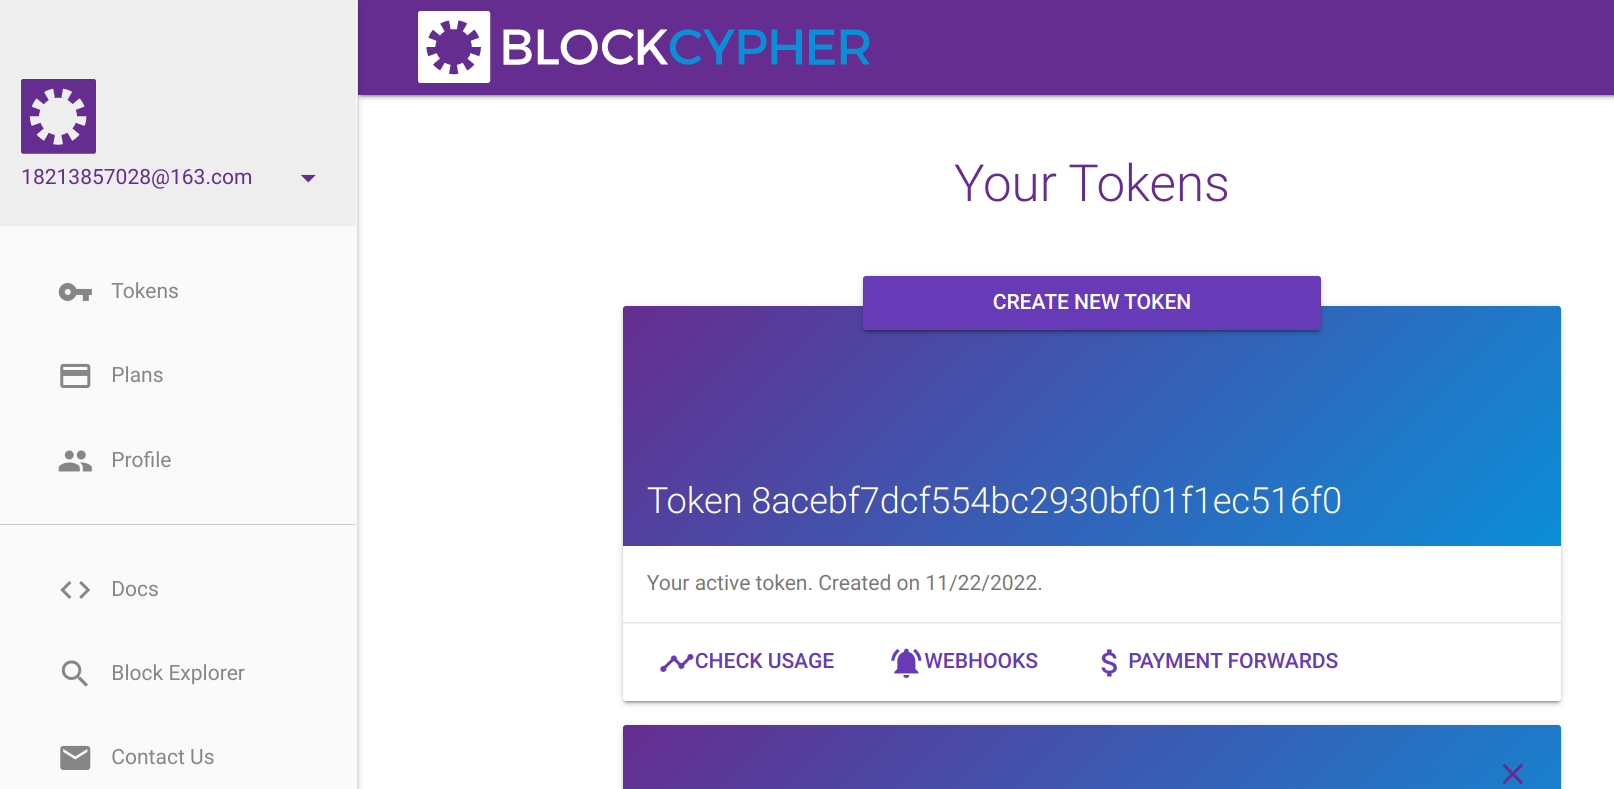 BLOCKCYPHER
18213857028@163.com
Tokens
Plans
Profile
Docs
Block Explorer
Contact Us
Your Tokens
CREATE NEW TOKEN
Token 8acebf7dcf554bc2930bf01f1ec516f0
Your active token. Created on 11/22/2022.
CHECK USAGE WEBHOOKS PAYMENT FORWARDS